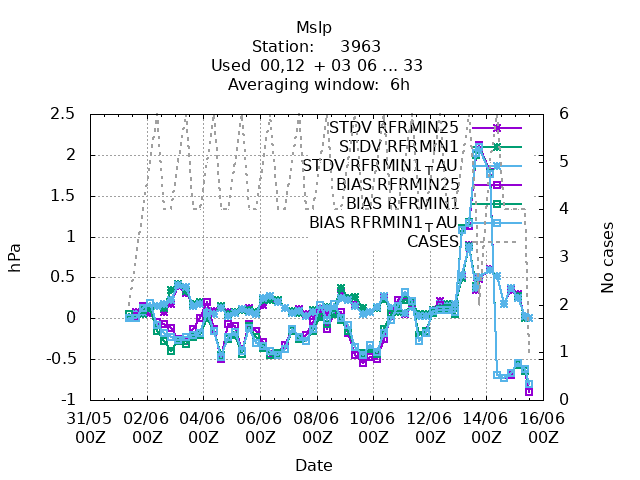 Mslp
Station: 3963
Used 00,12 + 03 06 ... 33
Averaging window: 6h
2.5
2
1.5
1
0.5
0
-0.5
-1
hPa
6
5
4
3
2
1
0
No cases
STDV RFRMIN25
STDV RFRMIN1
STDV RFRMIN1_T_AU
BIAS RFRMIN25
BIAS RFRMIN1
BIAS RFRMIN1_T_AU
CASES
31/05 02/06 04/06 06/06 08/06 10/06 12/06 14/06 16/06
00Z 00Z 00Z 00Z 00Z 00Z 00Z 00Z 00Z
Date